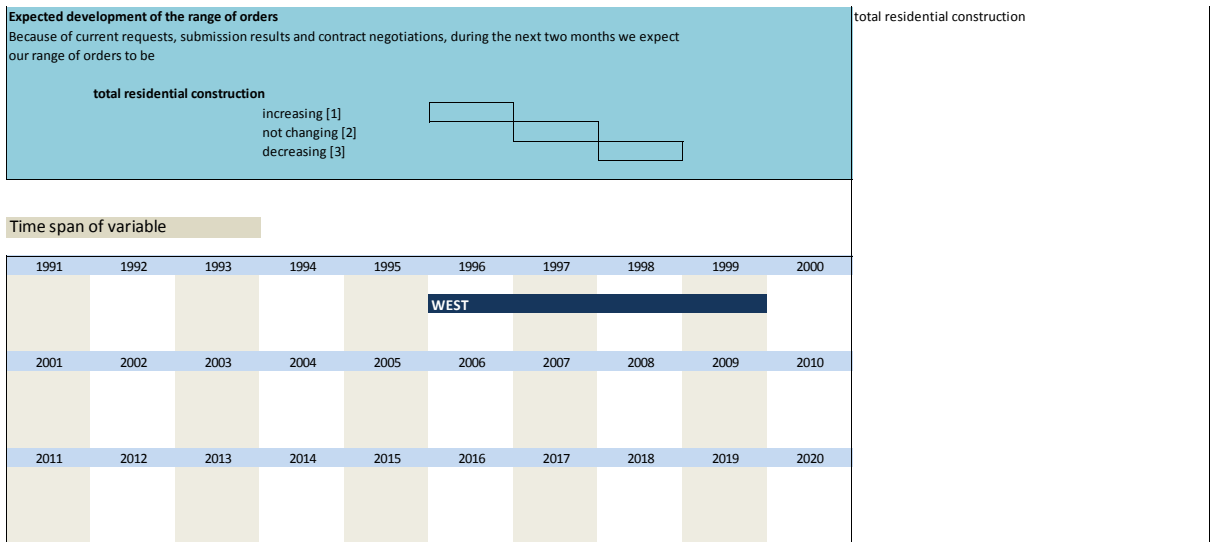 Expected development of the range of orders
total residential construction
Because of current requests, submission results and contract negotiations, during the next two months we expect
our range of orders to be
total residential construction
increasing [1]
not changing [2]
decreasing [3]
Time span of variable
1991 1992 1993 1994 1995 1996 1997 1998 1999 2000
WEST
2001 2002 2003 2004 2005 2006 2007 2008 2009 2010
2011 2012 2013 2014 2015 2016 2017 2018 2019 2020